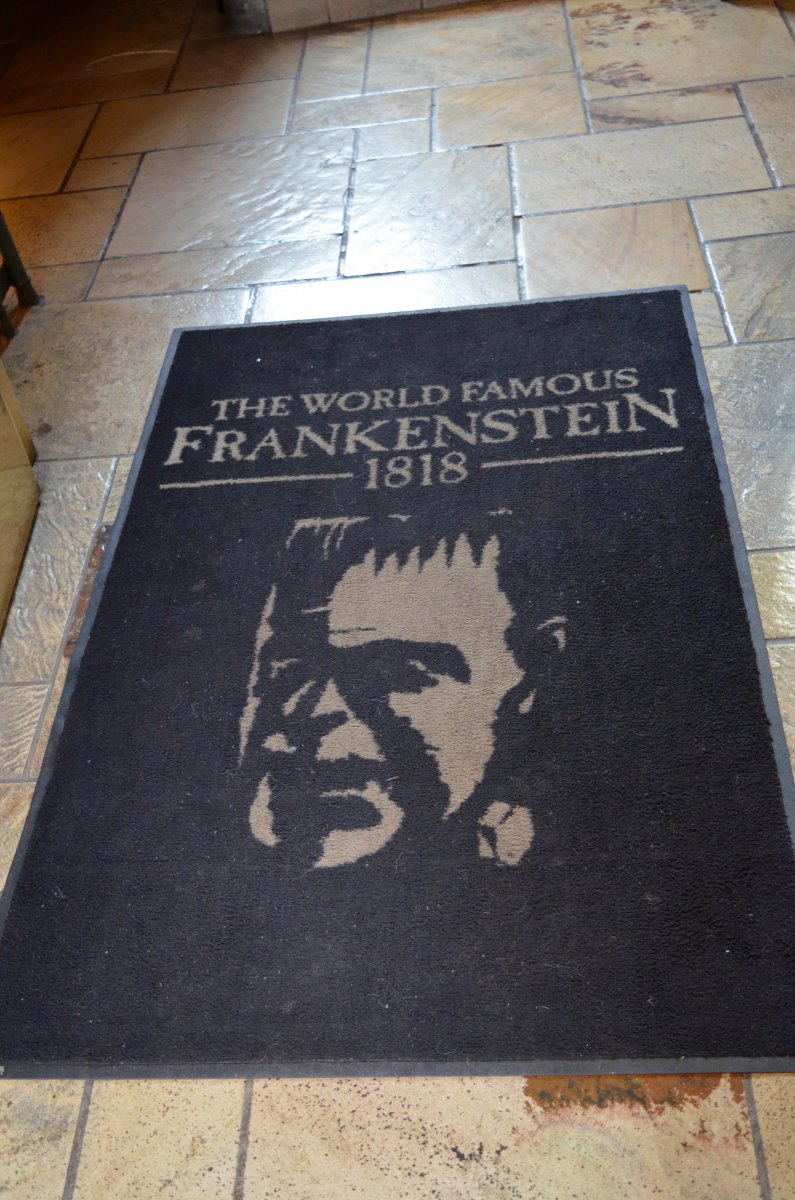 THE WORLD FAMOUS
FRANKENSTEIN
1818